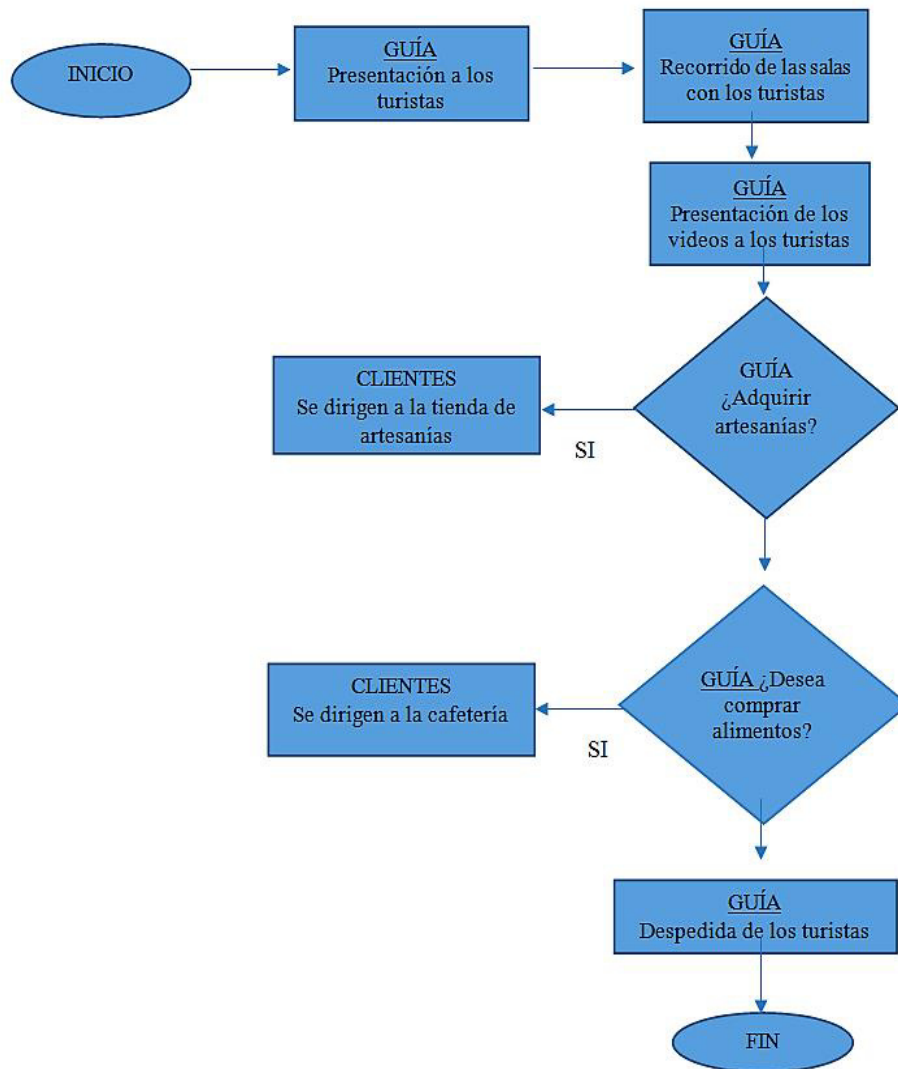 INICIO
GUÍA
Presentación a los
turistas
GUÍA
Recorrido de las salas
con los turistas
GUÍA
Presentación de los
videos a los turistas
GUÍA
¿Adquirir
artesanías?
SI
CLIENTES
Se dirigen a la tienda de
artesanías
GUÍA ¿Desea
comprar
alimentos?
SI
CLIENTES
Se dirigen a la cafetería
GUÍA
Despedida de los turistas
FIN